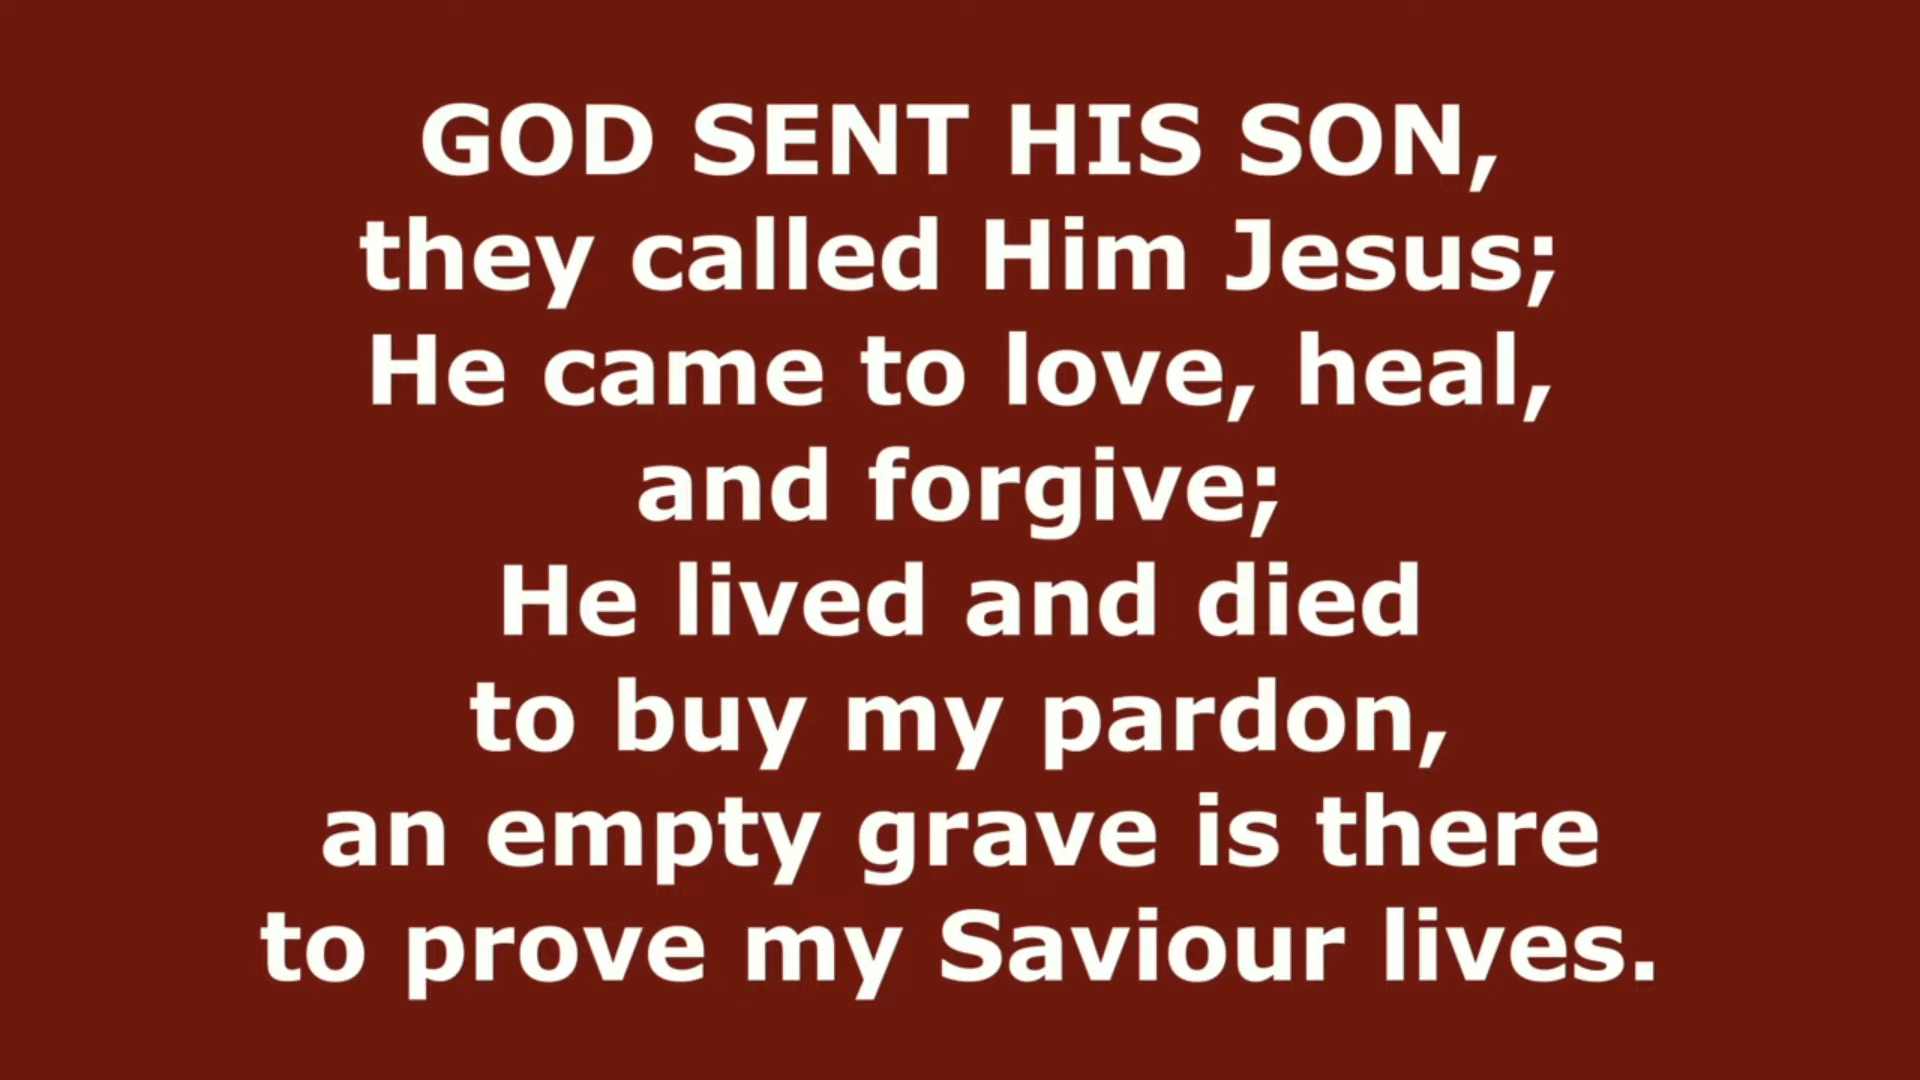 GOD SENT HIS SON,
they called Him Jesus;
He came to love, heal,
and forgive;
He lived and died
to buy my pardon,
an empty grave is there
to prove my Saviour lives.